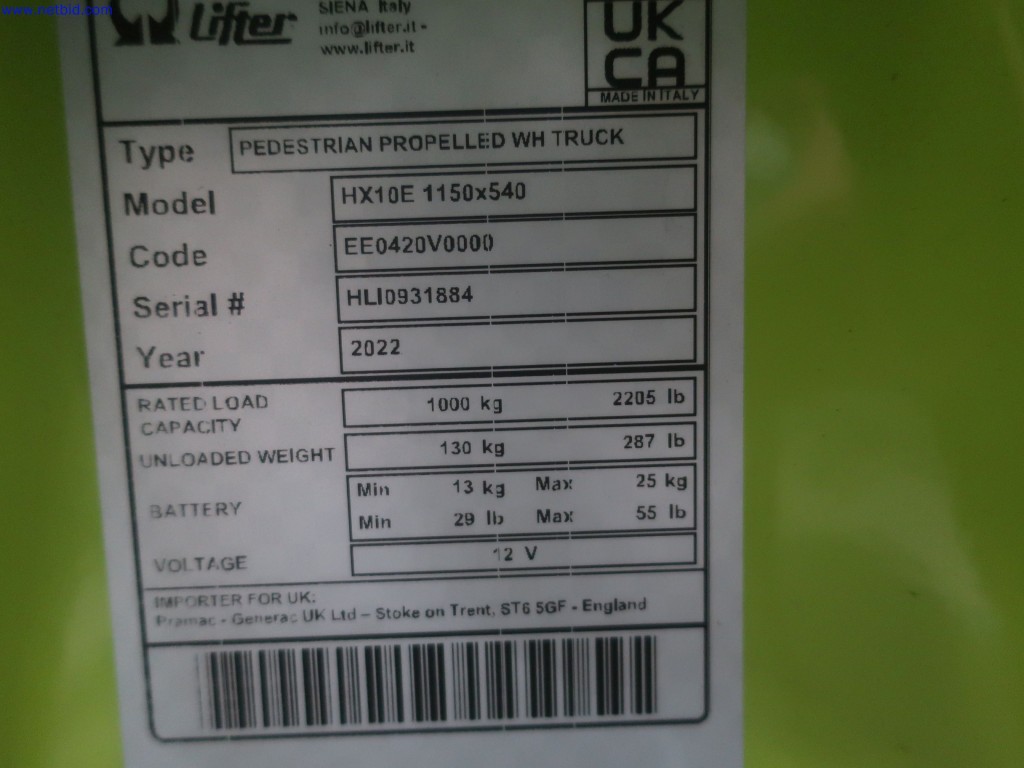 www.netbid.com
Lifter
SIENA Italy
info@lifter.it -
www.lifter.it
UK
CA
MADE IN ITALY
Type PEDESTRIAN PROPELLED WH TRUCK
Model HX10E 1150x540
Code EE0420V0000
Serial # HLI0931884
Year 2022
RATED LOAD CAPACITY 1000 kg 2205 lb
UNLOADED WEIGHT 130 kg 287 lb
BATTERY Min 13 kg Max 25 kg
Min 29 lb Max 55 lb
VOLTAGE 12 V
IMPORTER FOR UK:
Pramac - Generac UK Ltd – Stoke on Trent, ST6 5GF - England